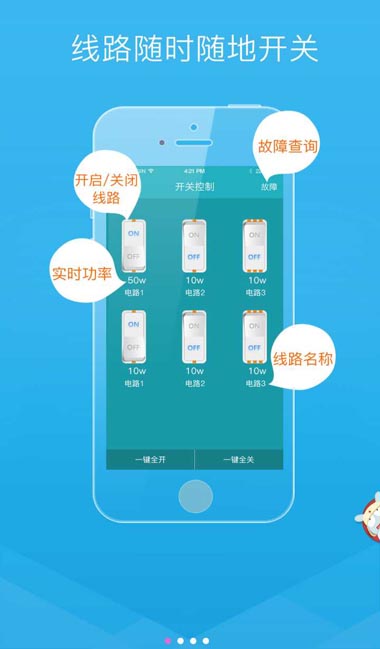 线路随时随地开关
故障查询
4:21 PM
开启/关闭
线路
开关控制
故障
ON
ON
ON
OFF
OFF
OFF
实时功率
50w
10w
10w
电路1
电路2
电路3
ON
ON
ON
OFF
OFF
OFF
线路名称
10w
10w
10w
电路1
电路2
电路3
一键全开
一键全关